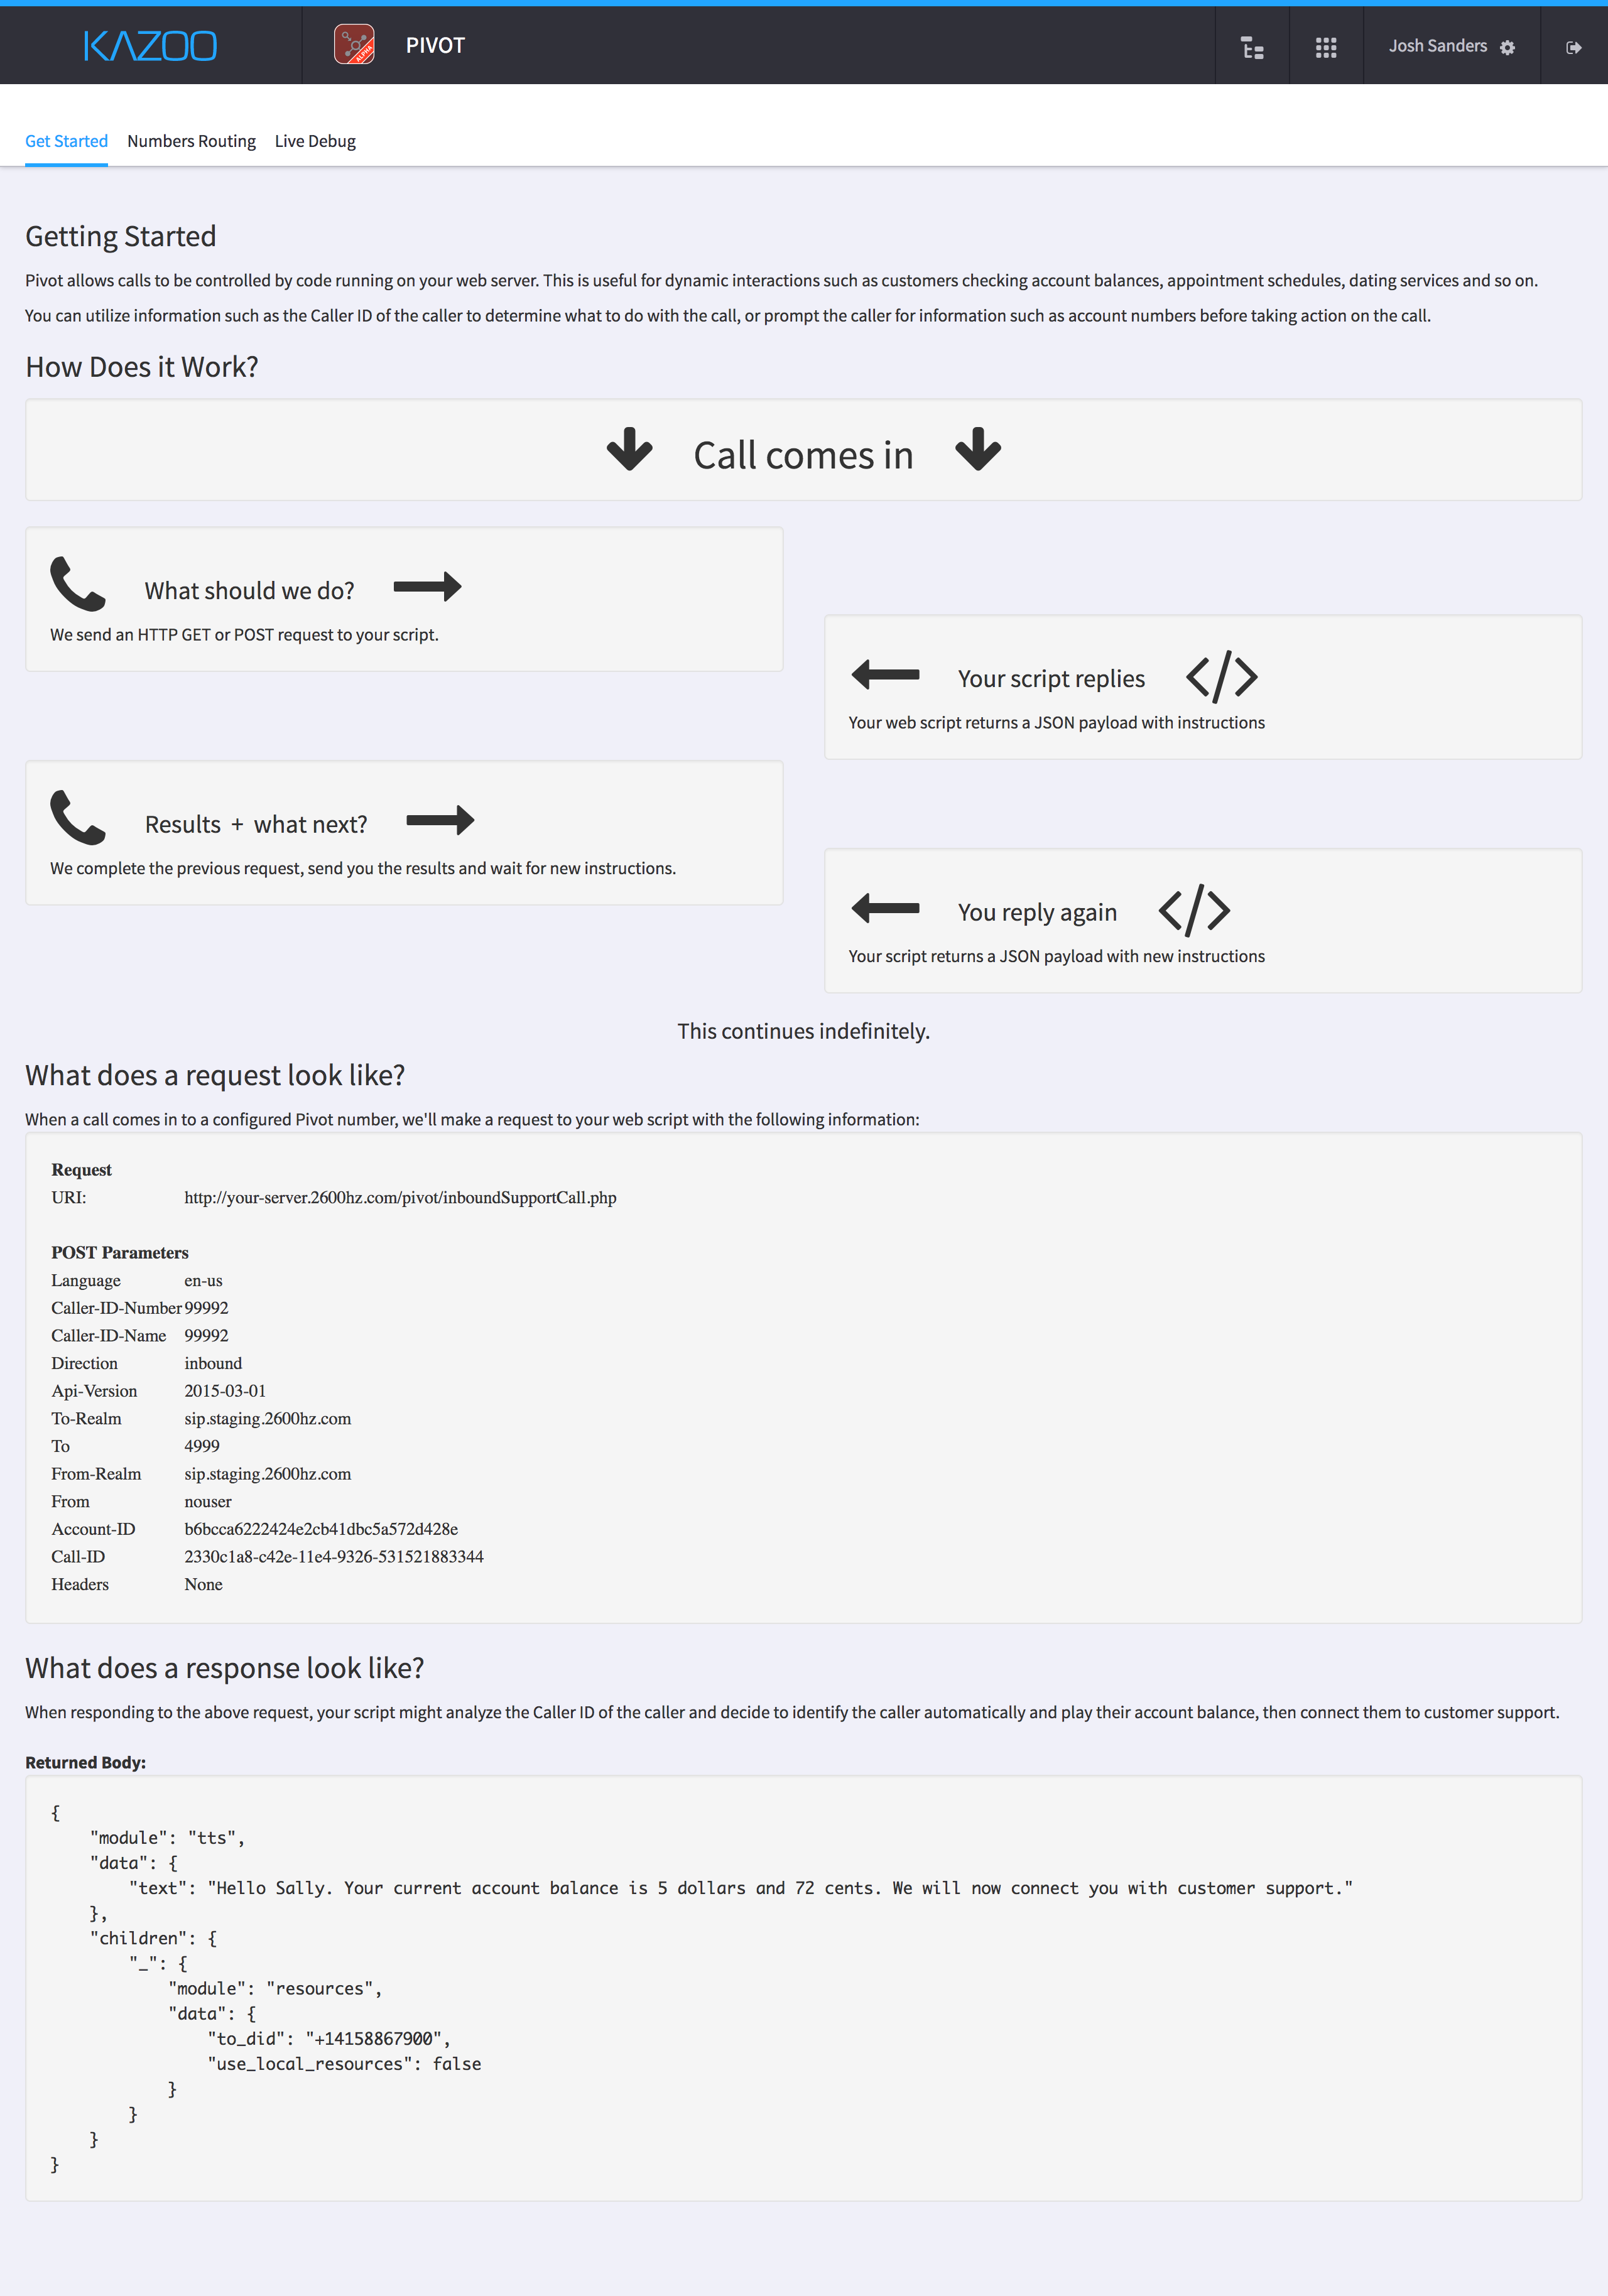 KAZOO
ALPHA
PIVOT
Josh Sanders
Get Started
Numbers Routing
Live Debug
Getting Started
Pivot allows calls to be controlled by code running on your web server. This is useful for dynamic interactions such as customers checking account balances, appointment schedules, dating services and so on.
You can utilize information such as the Caller ID of the caller to determine what to do with the call, or prompt the caller for information such as account numbers before taking action on the call.
How Does it Work?
Call comes in
What should we do?
We send an HTTP GET or POST request to your script.
Your script replies </>
Your web script returns a JSON payload with instructions
Results + what next?
We complete the previous request, send you the results and wait for new instructions.
You reply again </>
Your script returns a JSON payload with new instructions
This continues indefinitely.
What does a request look like?
When a call comes in to a configured Pivot number, we'll make a request to your web script with the following information:
Request
URI: http://your-server.2600hz.com/pivot/inboundSupportCall.php
POST Parameters
Language en-us
Caller-ID-Number 99992
Caller-ID-Name 99992
Direction inbound
Api-Version 2015-03-01
To-Realm sip.staging.2600hz.com
To 4999
From-Realm sip.staging.2600hz.com
From nouser
Account-ID b6bcca6222424e2cb41dbc5a572d428e
Call-ID 2330c1a8-c42e-11e4-9326-531521883344
Headers None
What does a response look like?
When responding to the above request, your script might analyze the Caller ID of the caller and decide to identify the caller automatically and play their account balance, then connect them to customer support.
Returned Body:
{
    "module": "tts",
    "data": {
        "text": "Hello Sally. Your current account balance is 5 dollars and 72 cents. We will now connect you with customer support."
    },
    "children": {
        "_": {
            "module": "resources",
            "data": {
                "to_did": "+14158867900",
                "use_local_resources": false
            }
        }
    }
}